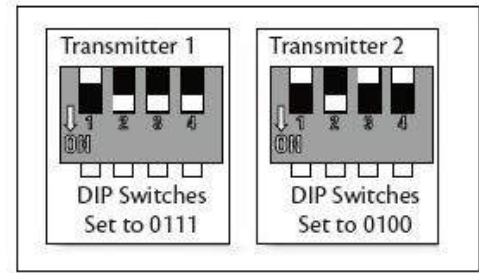 Transmitter 1
1 2 3 4
ON
DIP Switches
Set to 0111
Transmitter 2
1 2 3 4
ON
DIP Switches
Set to 0100